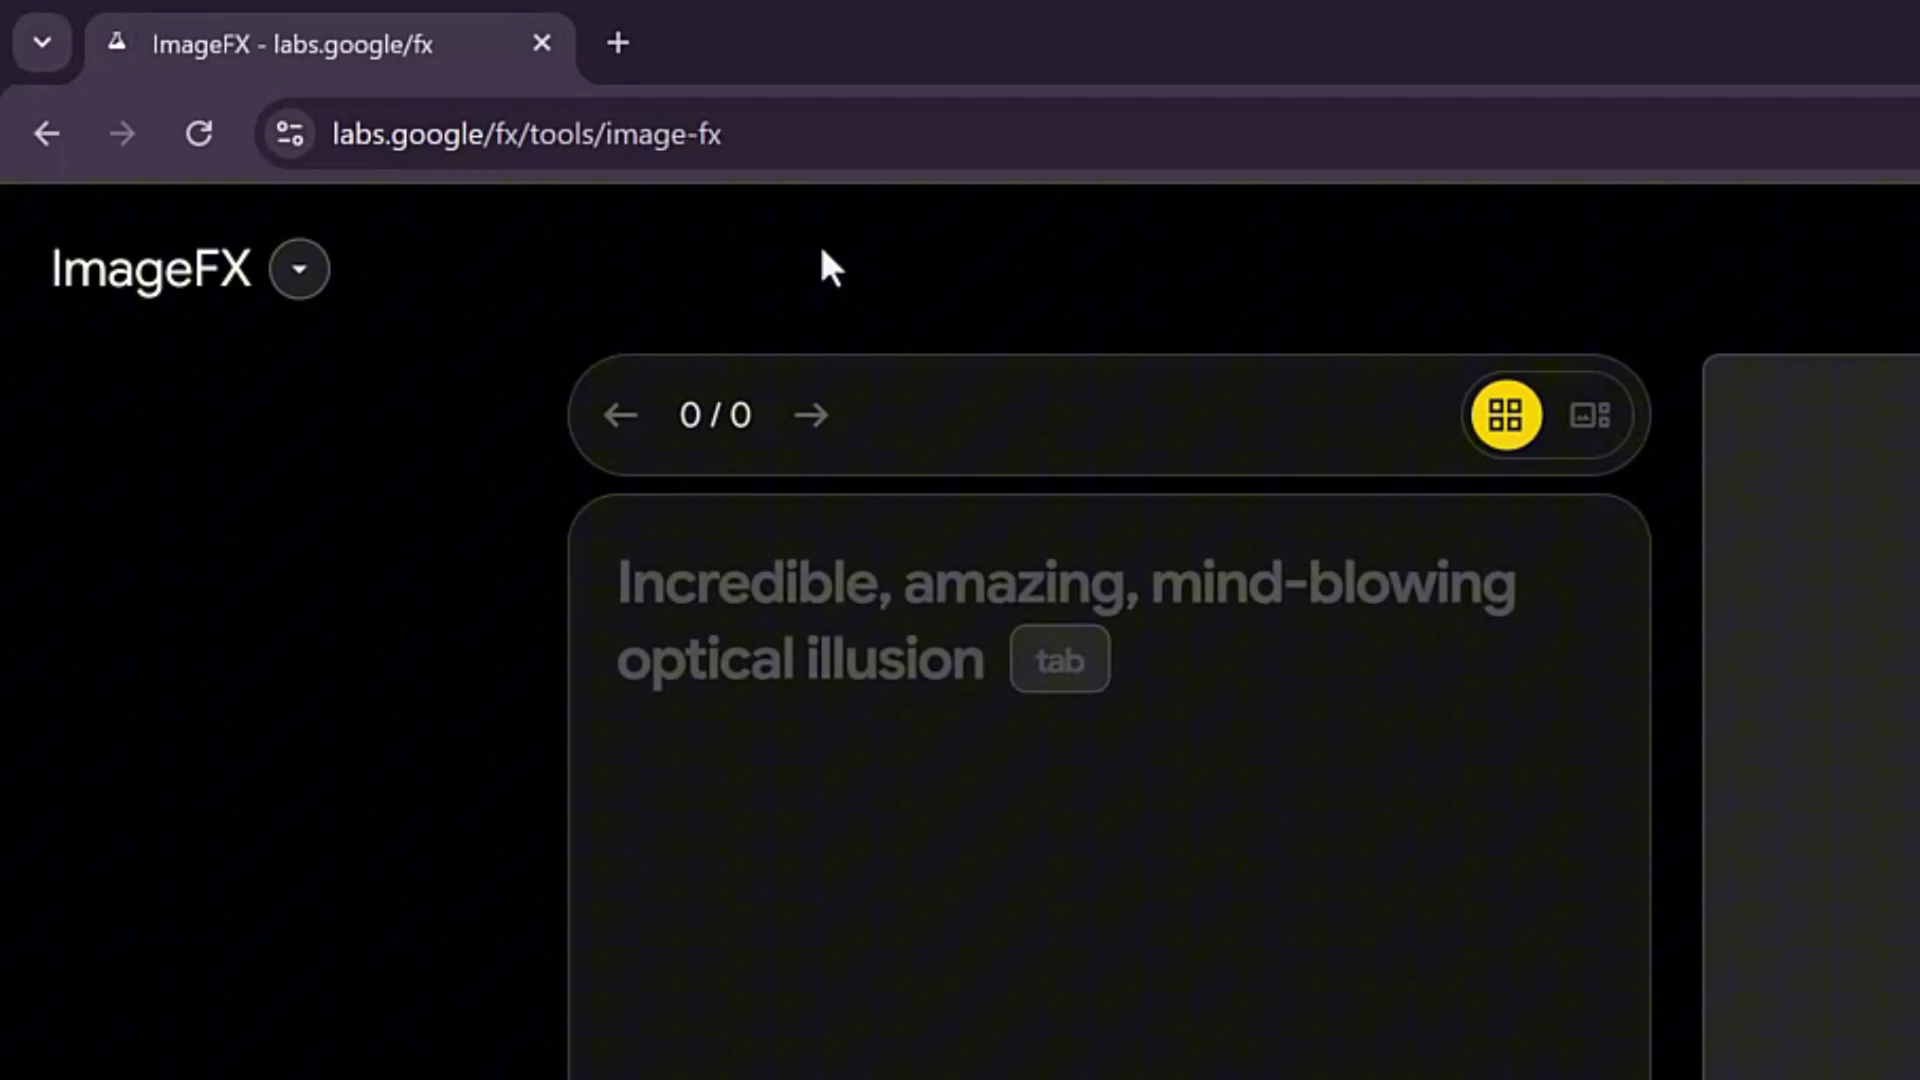 ImageFX - labs.google/fx
labs.google/fx/tools/image-fx
ImageFX
0 / 0
Incredible, amazing, mind-blowing
optical illusion tab